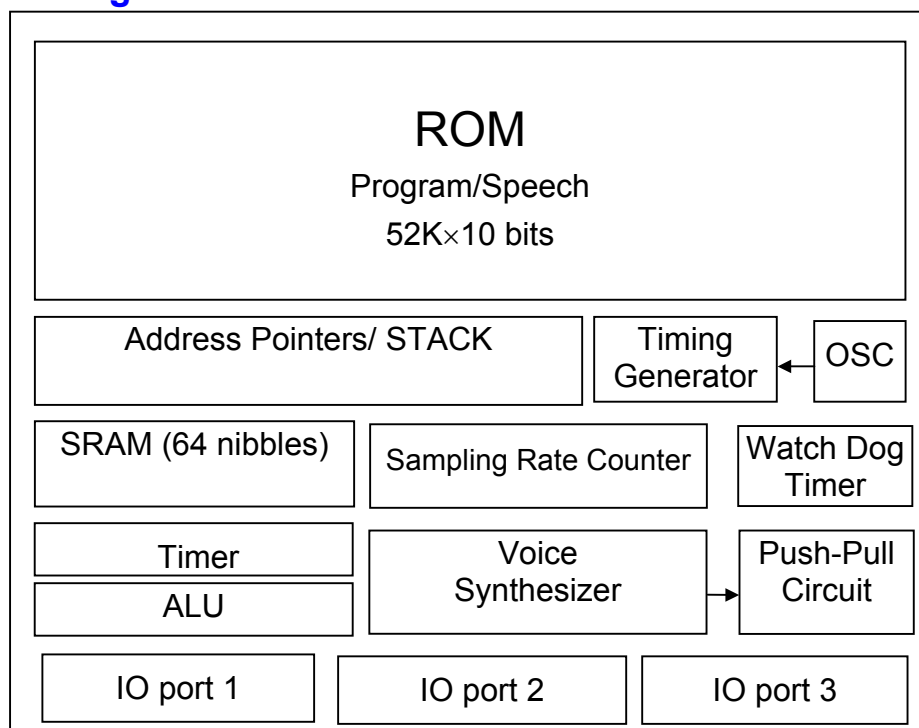 ROM
Program/Speech
52K×10 bits
Address Pointers/ STACK
Timing
Generator
OSC
SRAM (64 nibbles)
Sampling Rate Counter
Watch Dog
Timer
Timer
ALU
Voice
Synthesizer
Push-Pull
Circuit
IO port 1
IO port 2
IO port 3